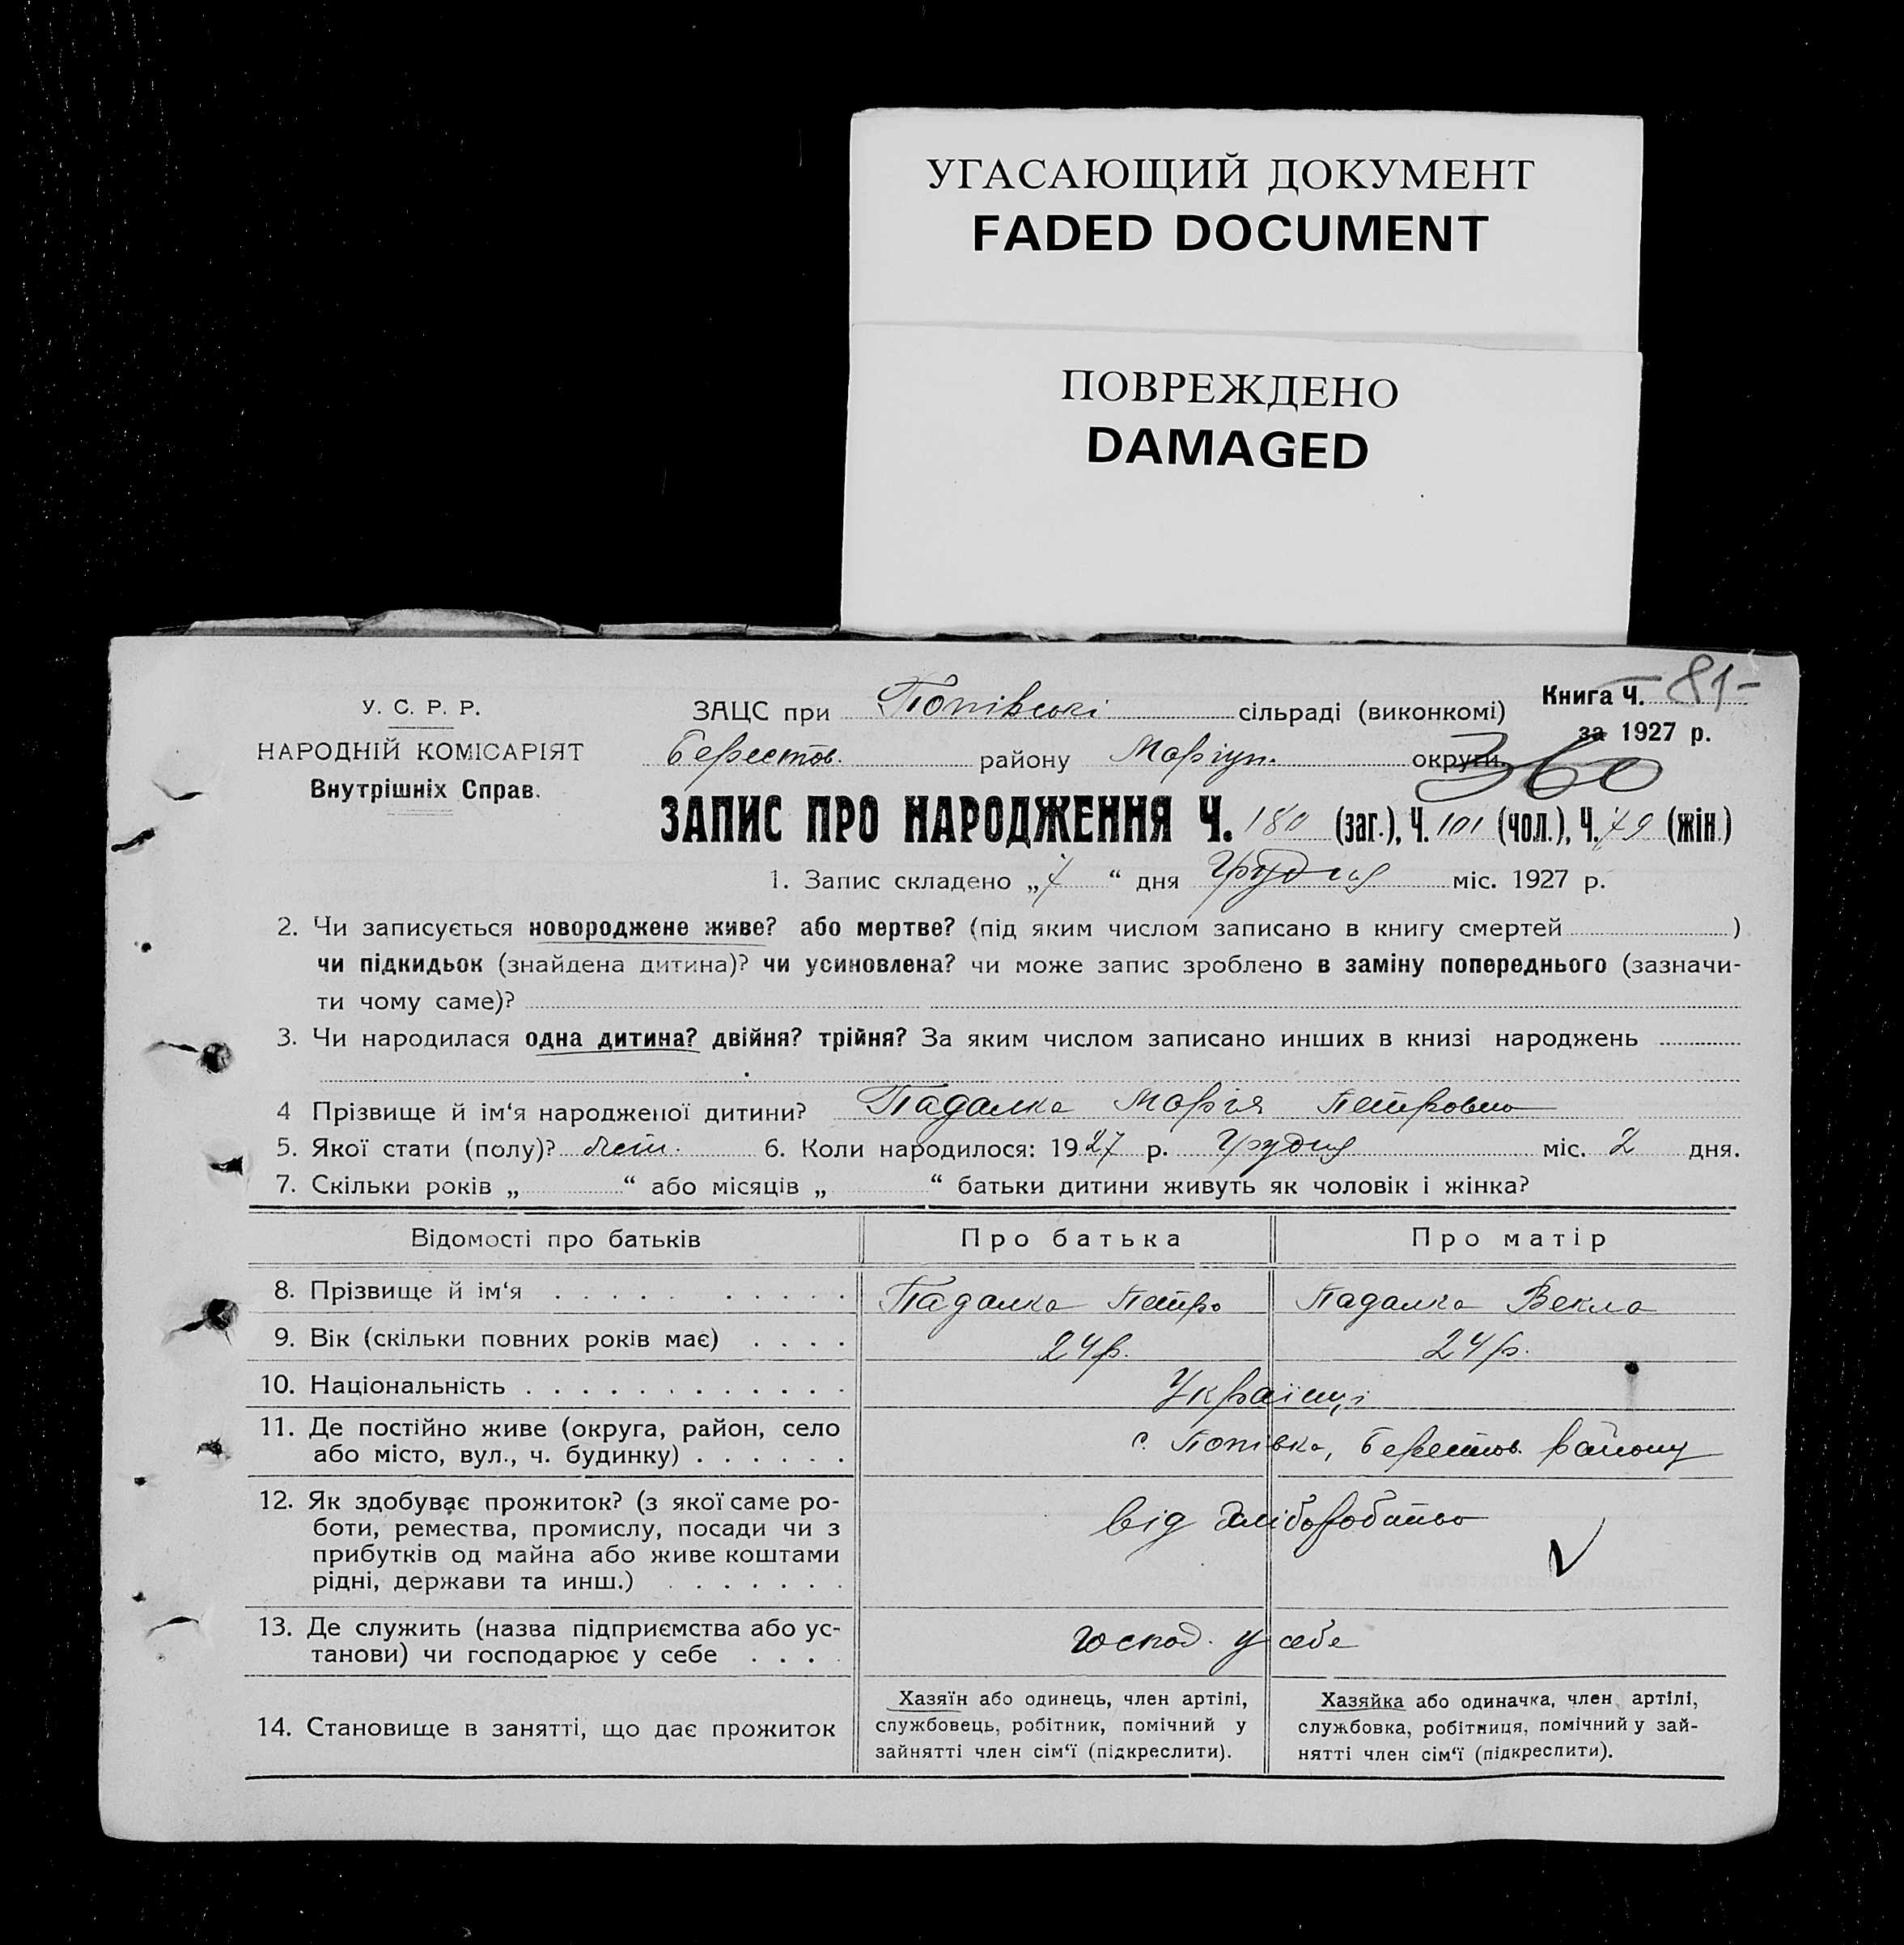 УГАСАЮЩИЙ ДОКУМЕНТ
FADED DOCUMENT
ПОВРЕЖДЕНО
DAMAGED
У. С. Р. Р.
НАРОДНІЙ КОМІСАРІЯТ
Внутрішніх Справ.
ЗАЦС при Попівські сільраді (виконкомі)
Книга Ч. 81-
за 1927 р.
Берестов. району Маріуп. округи.
360
ЗАПИС ПРО НАРОДЖЕННЯ Ч. 180 (заг.), Ч. 101 (чол.), Ч. 79 (жін.)
1. Запис складено „7“ дня Грудня міс. 1927 р.
2. Чи записується новороджене живе? або мертве? (під яким числом записано в книгу смертей )
чи підкидьок (знайдена дитина)? чи усиновлена? чи може запис зроблено в заміну попереднього (зазначи-
ти чому саме)?
3. Чи народилася одна дитина? двійня? трійня? За яким числом записано инших в книзі народжень
4 Прізвище й ім‘я народженої дитини? Падалка Марія Петровна
5. Якої стати (полу)? жін. 6. Коли народилося: 1927 р. Грудня міс. 2 дня.
7. Скільки років „ “ або місяців „ “ батьки дитини живуть як чоловік і жінка?
Відомості про батьків Про батька Про матір
8. Прізвище й ім‘я . . . . . . . . . . Падалка Петро Падалка Векла
9. Вік (скільки повних років має) . . . . 24 р. 24 р.
10. Національність . . . . . . . . . . . . . Українці
11. Де постійно живе (округа, район, село
або місто, вул., ч. будинку) . . . . . .
с. Попівка, Берестов. району
12. Як здобуває прожиток? (з якої саме ро-
боти, ремества, промислу, посади чи з
прибутків од майна або живе коштами
рідні, держави та инш.) . . . . . . .
від хліборобства
13. Де служить (назва підприємства або ус-
танови) чи господарює у себе . . . .
господ. у себе
14. Становище в занятті, що дає прожиток
Хазяїн або одинець, член артілі,
службовець, робітник, помічний у
зайнятті член сім‘ї (підкреслити).
Хазяйка або одиначка, член артілі,
службовка, робітниця, помічний у зай-
нятті член сім‘ї (підкреслити).